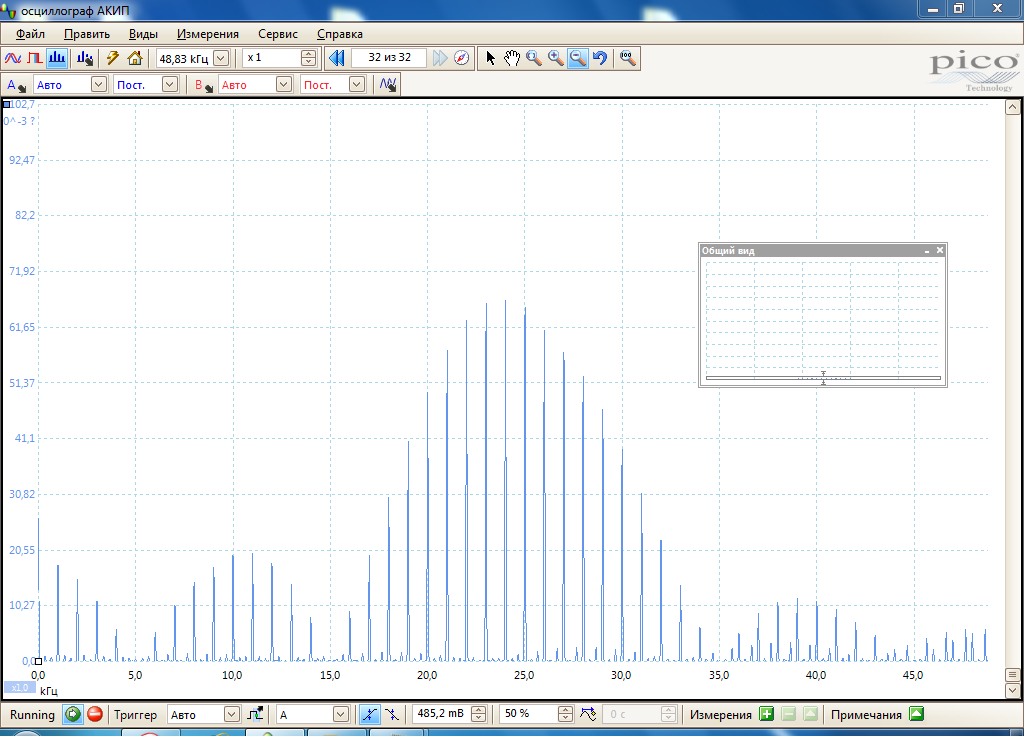 осциллограф АКИП
Файл Править Виды Измерения Сервис Справка
48,83 кГц x 1 32 из 32
pico
Technology
A Авто Пост. B Авто Пост.
102,7
0^-3 ?
92,47
82,2
71,92
Общий вид
61,65
51,37
41,1
30,82
20,55
10,27
0,0
0,0 5,0 10,0 15,0 20,0 25,0 30,0 35,0 40,0 45,0
x1.0 кГц
Running Триггер Авто A 485,2 mB 50 % 0 c Измерения Примечания